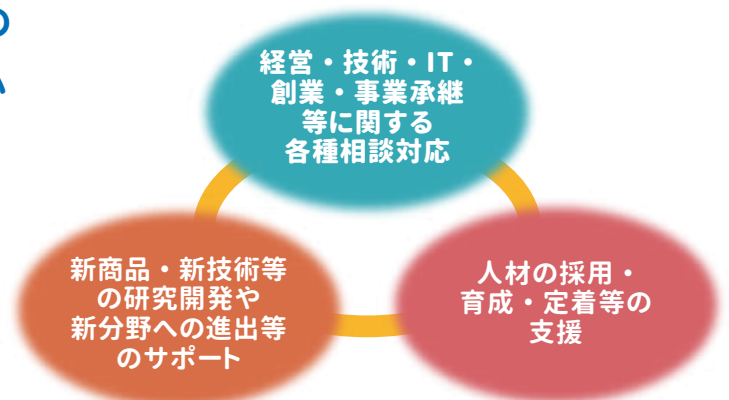 経営・技術・IT・
創業・事業承継
等に関する
各種相談対応
新商品・新技術等
の研究開発や
新分野への進出等
のサポート
人材の採用・
育成・定着等の
支援